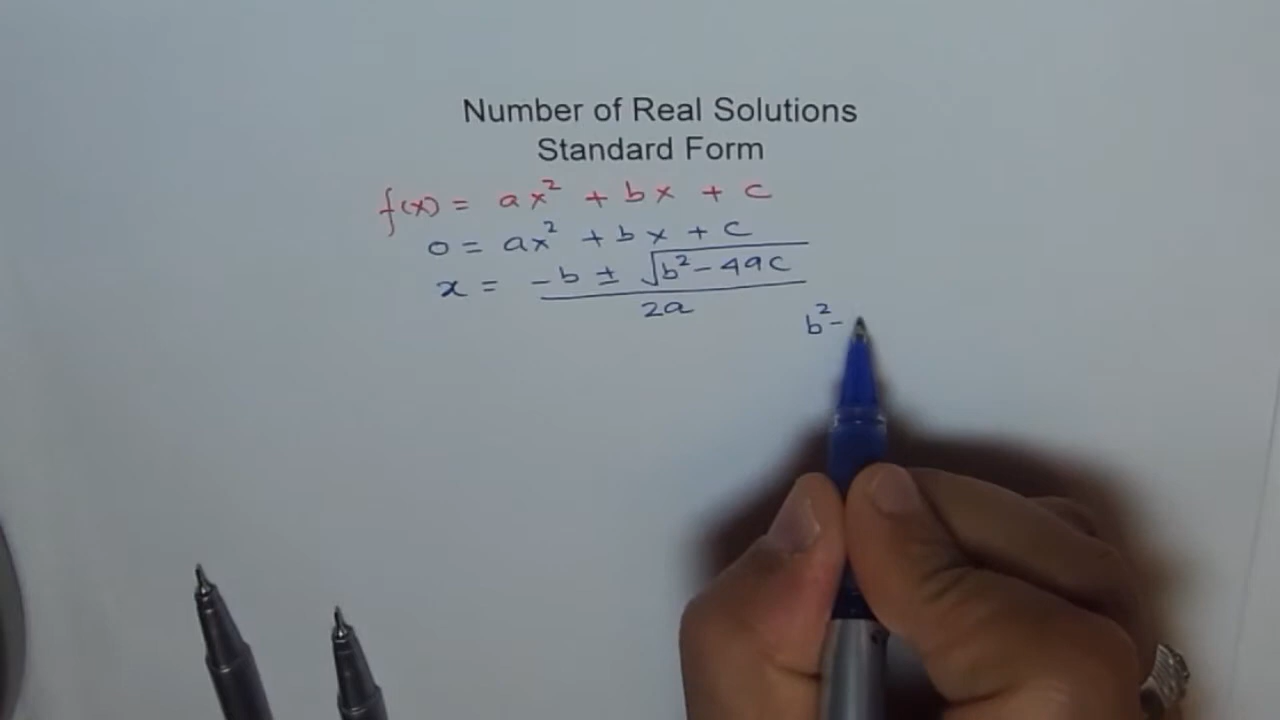 Number of Real Solutions
Standard Form
f(x) = ax² + bx + c
0 = ax² + bx + c
x = -b ± √b² - 4ac
2a
b² -